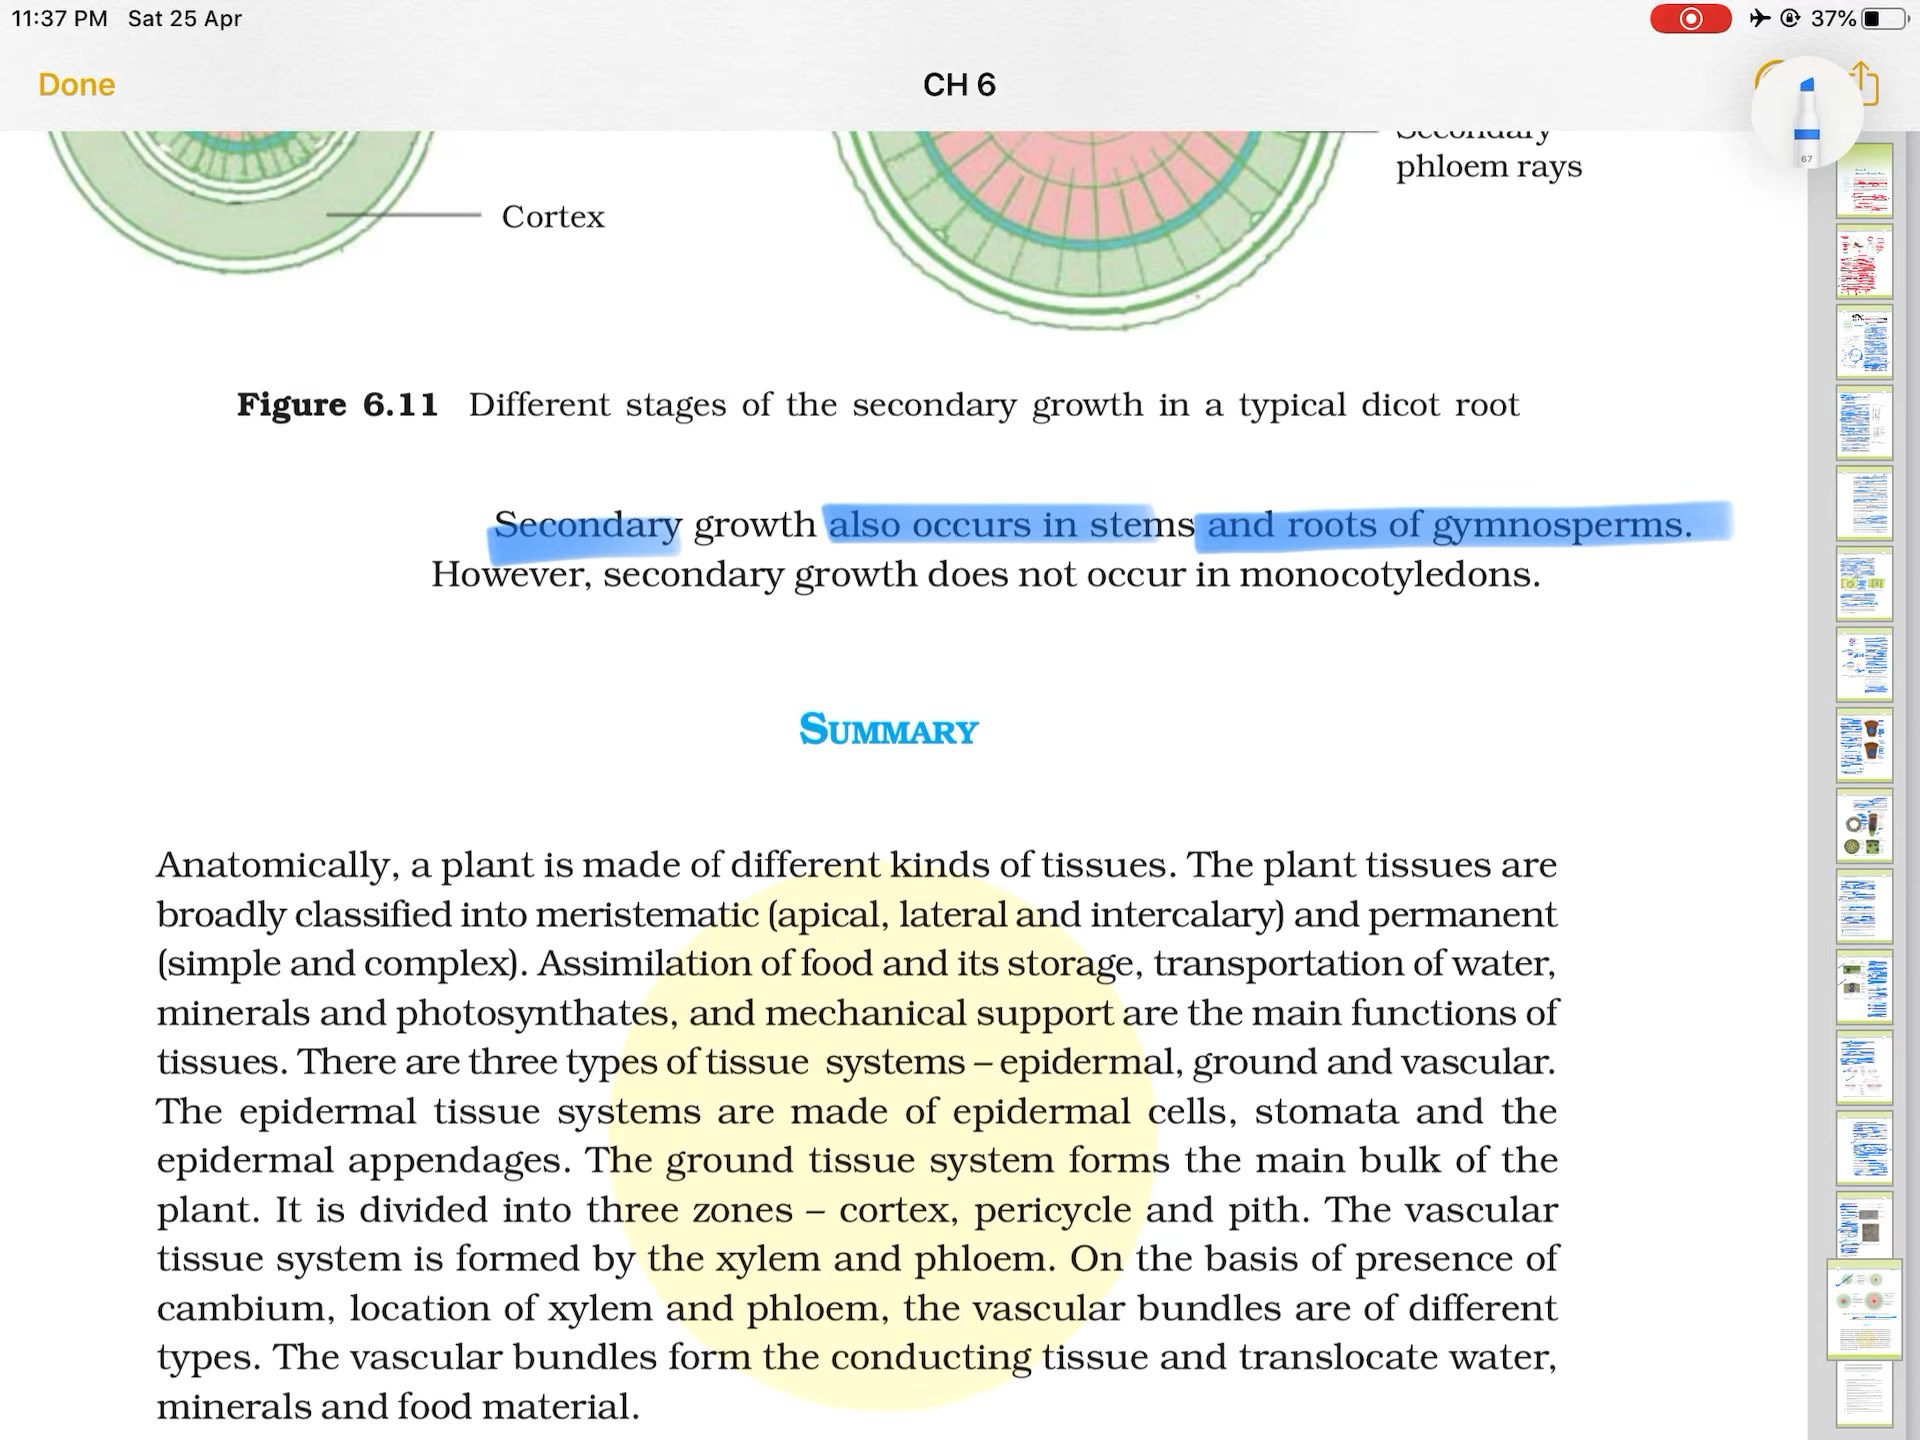 11:37 PM Sat 25 Apr
37%
Done
CH 6
67
Secondary
phloem rays
Cortex
Figure 6.11 Different stages of the secondary growth in a typical dicot root
Secondary growth also occurs in stems and roots of gymnosperms.
However, secondary growth does not occur in monocotyledons.
SUMMARY
Anatomically, a plant is made of different kinds of tissues. The plant tissues are
broadly classified into meristematic (apical, lateral and intercalary) and permanent
(simple and complex). Assimilation of food and its storage, transportation of water,
minerals and photosynthates, and mechanical support are the main functions of
tissues. There are three types of tissue systems – epidermal, ground and vascular.
The epidermal tissue systems are made of epidermal cells, stomata and the
epidermal appendages. The ground tissue system forms the main bulk of the
plant. It is divided into three zones – cortex, pericycle and pith. The vascular
tissue system is formed by the xylem and phloem. On the basis of presence of
cambium, location of xylem and phloem, the vascular bundles are of different
types. The vascular bundles form the conducting tissue and translocate water,
minerals and food material.